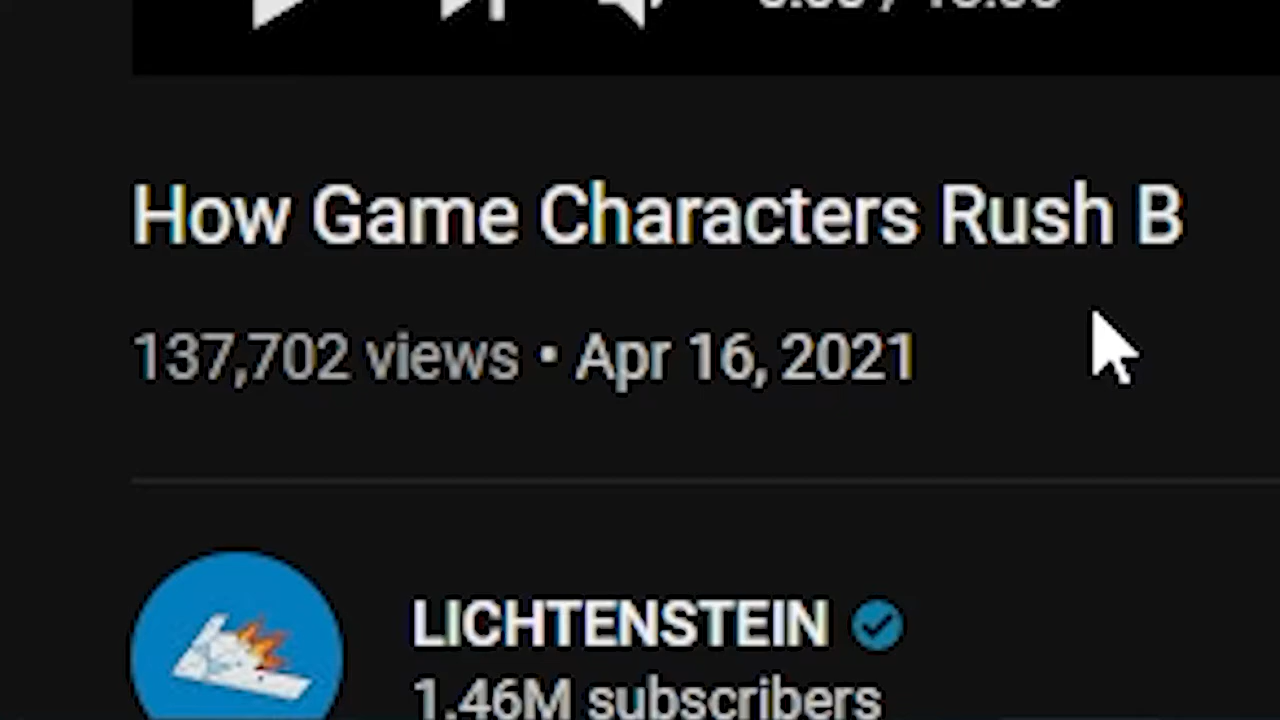 How Game Characters Rush B
137,702 views • Apr 16, 2021
LICHTENSTEIN
1.46M subscribers